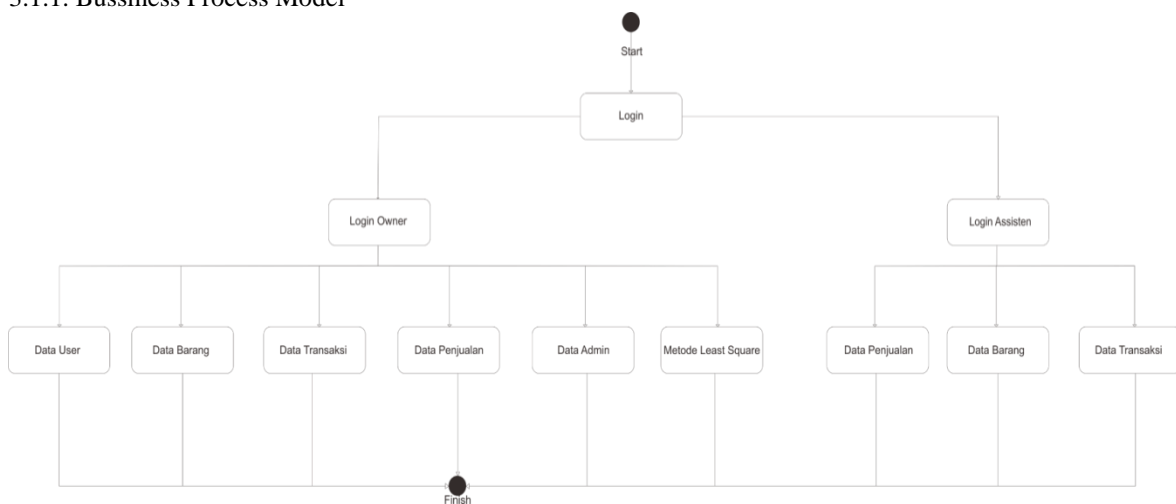 3.1.1. Bussiness Process Model
Start
Login
Login Owner
Login Assisten
Data User
Data Barang
Data Transaksi
Data Penjualan
Data Admin
Metode Least Square
Data Penjualan
Data Barang
Data Transaksi
Finish